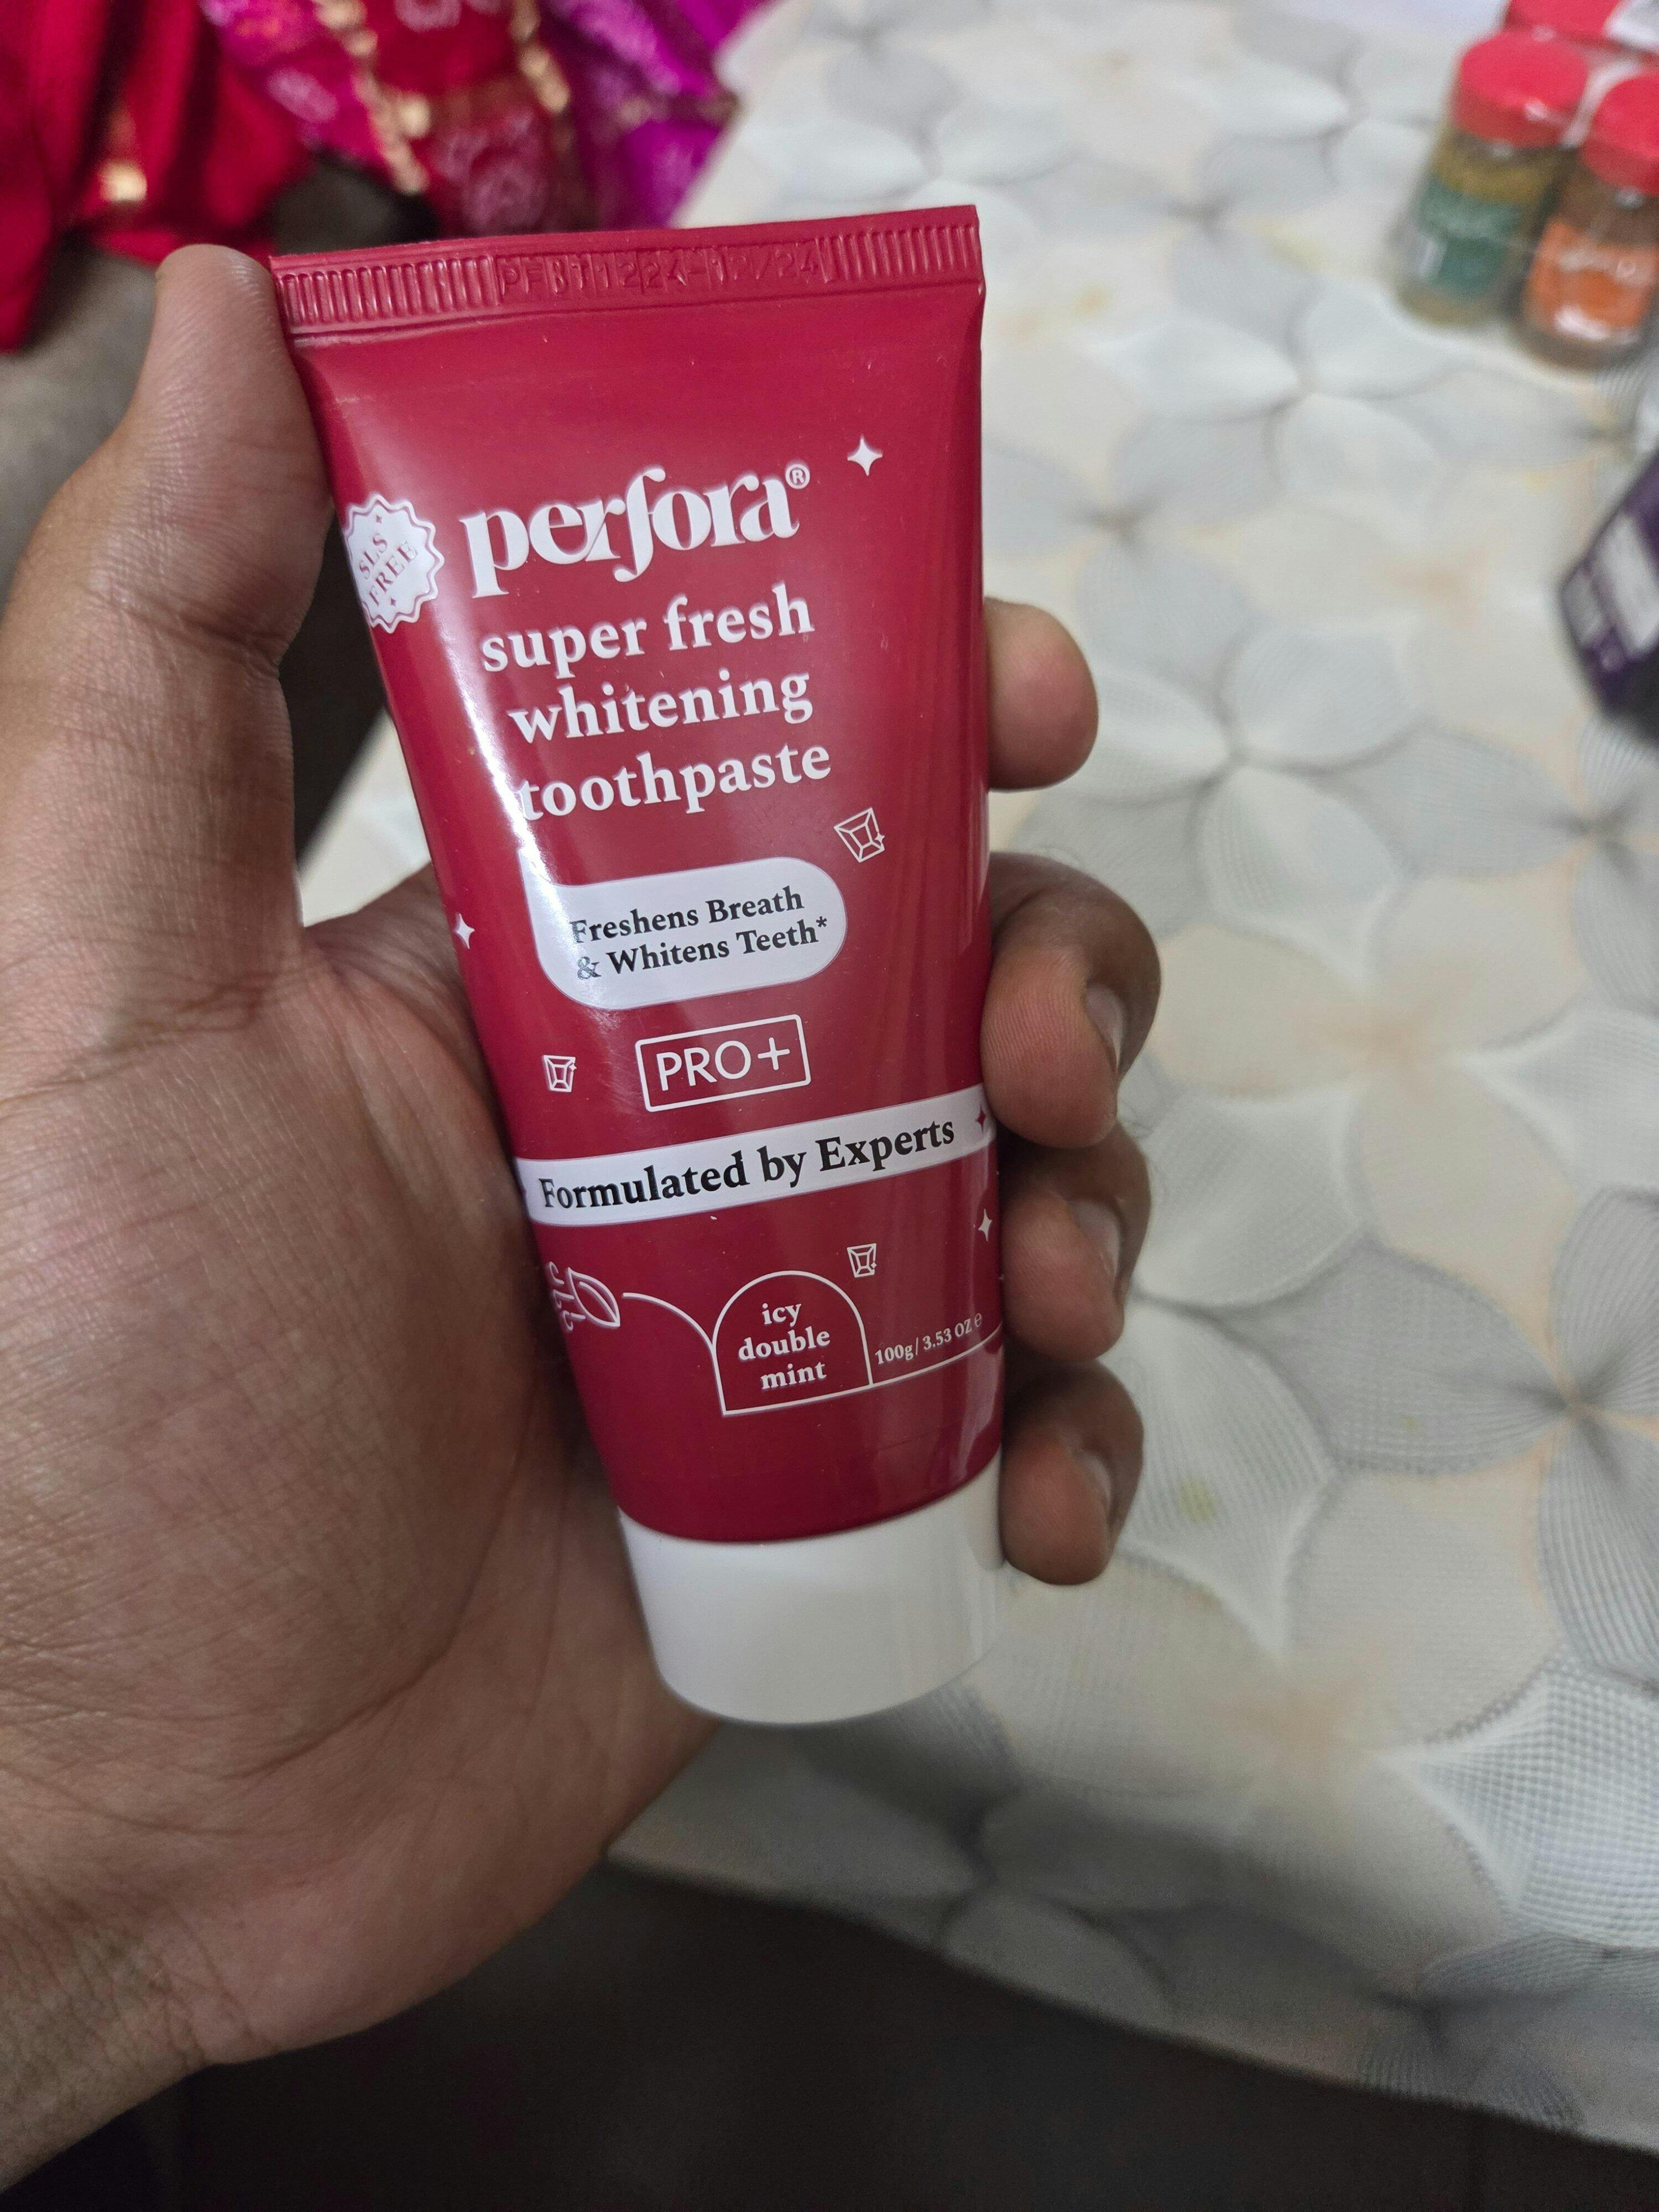 perfora®
SLS
FREE
super fresh
whitening
toothpaste
Freshens Breath
& Whitens Teeth*
PRO+
Formulated by Experts
icy
double
mint
100g/ 3.53 OZ e